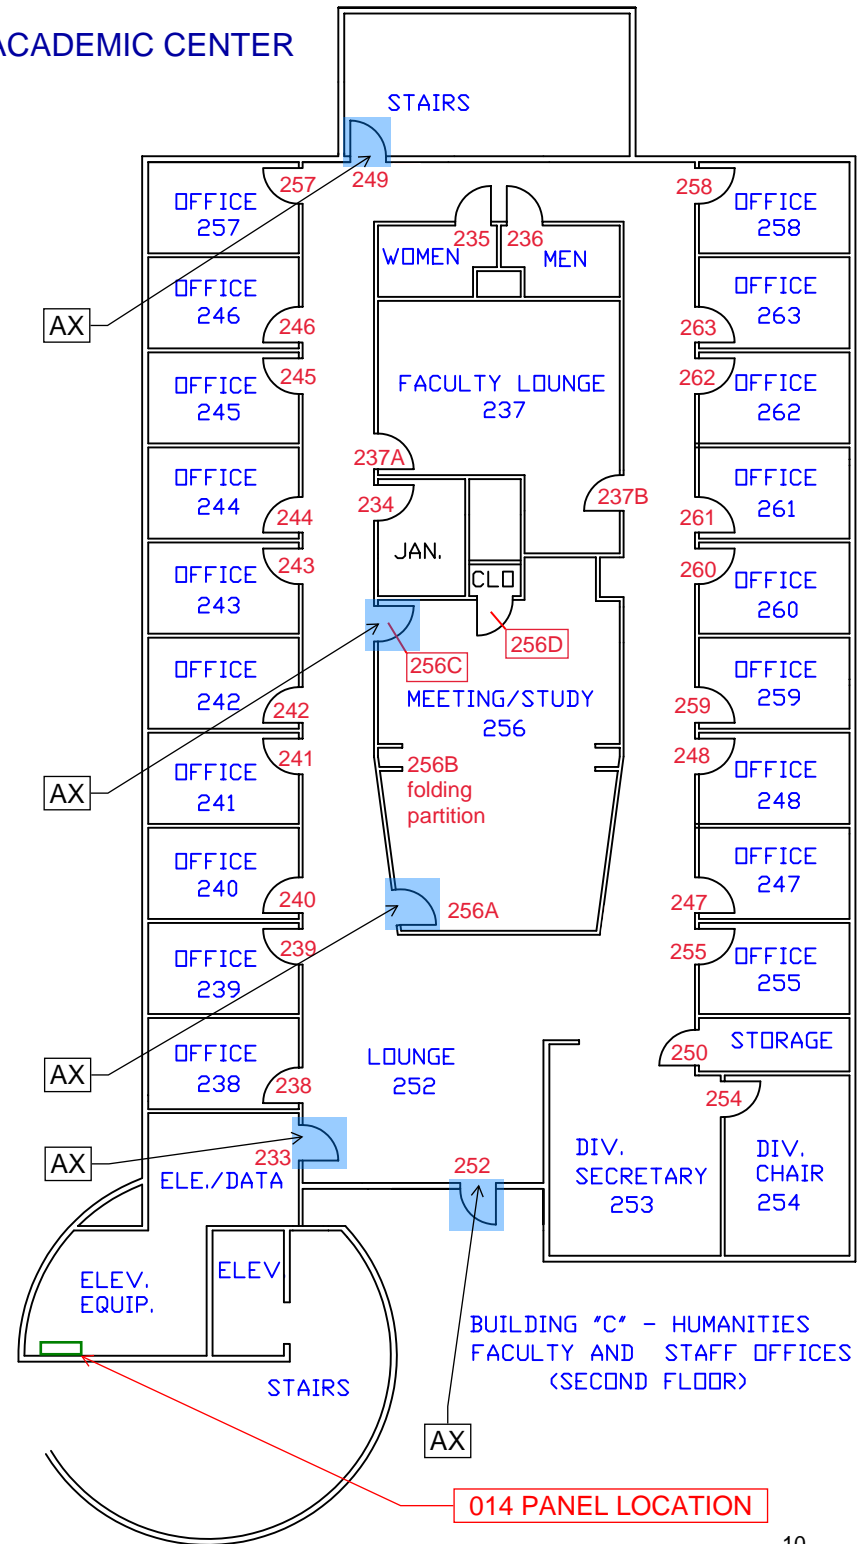 ACADEMIC CENTER
STAIRS
249
257
258
OFFICE
257
OFFICE
258
235
236
WOMEN
MEN
OFFICE
246
OFFICE
263
AX
246
263
245
262
OFFICE
245
FACULTY LOUNGE
237
OFFICE
262
237A
OFFICE
244
234
237B
OFFICE
261
244
261
JAN.
243
260
OFFICE
243
CLO
OFFICE
260
256C
256D
OFFICE
242
MEETING/STUDY
256
OFFICE
259
242
259
241
248
AX
OFFICE
241
256B
folding
partition
OFFICE
248
OFFICE
240
OFFICE
247
240
256A
247
239
255
OFFICE
239
OFFICE
255
AX
OFFICE
238
LOUNGE
252
250
STORAGE
238
254
AX
233
252
ELE./DATA
DIV.
SECRETARY
253
DIV.
CHAIR
254
ELEV.
EQUIP.
ELEV
STAIRS
BUILDING "C" - HUMANITIES
FACULTY AND STAFF OFFICES
(SECOND FLOOR)
AX
014 PANEL LOCATION